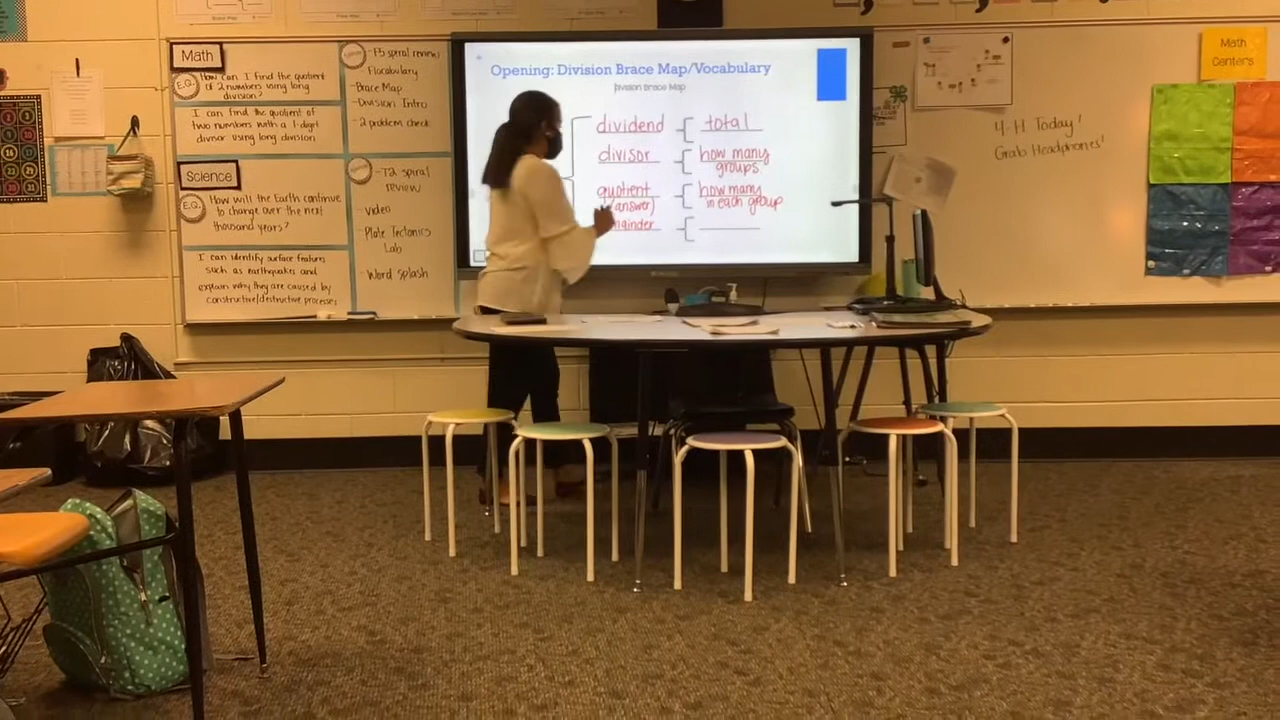 Math
E.Q.
How can I find the quotient
of 2 numbers using long
division?
I can find the quotient of
two numbers with a 1-digit
divisor using long division
Science
E.Q.
How will the Earth continue
to change over the next
thousand years?
I can identify surface features
such as earthquakes and
explain why they are caused by
constructive/destructive processes
- F5 spiral review
Flocabulary
-Brace Map
-Division Intro
-2 problem check
-T2 spiral
review
-video
-Plate Tectonics
Lab
-Word splash
Opening: Division Brace Map/Vocabulary
Division Brace Map
dividend total
divisor how many
groups
quotient how many
(answer) in each group
mainder
4-H Today!
Grab Headphones!
Math
Centers